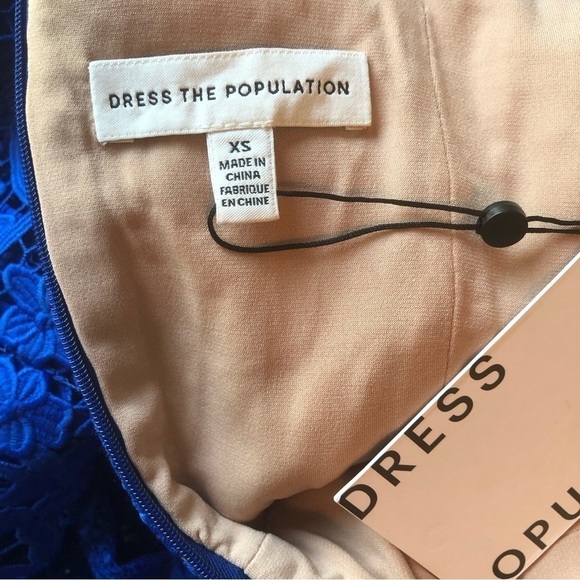 DRESS THE POPULATION
XS
MADE IN
CHINA
FABRIQUE
EN CHINE
DRESS
OPU